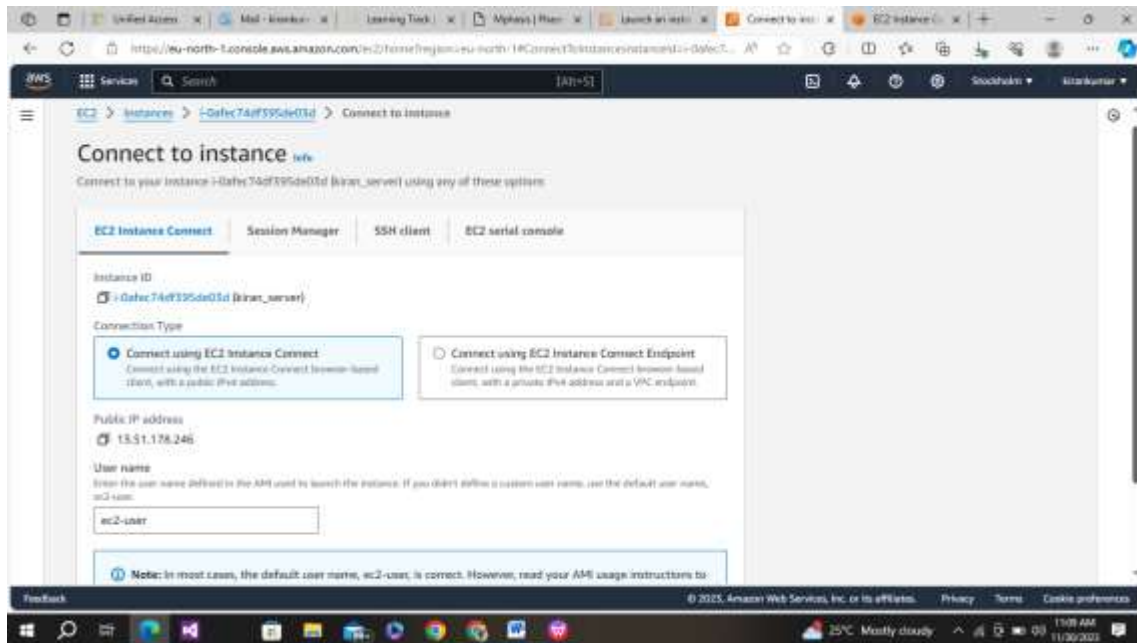 Unified Access
Learning Track |
Connect to inst
https://eu-north-1.console.aws.amazon.com/ec2/home?region=eu-north-1#ConnectToInstance:instanceId=i-0afec7
aws
Services
Search
[Alt+S]
Stockholm
kirankumar
EC2 > Instances > i-0afec74df395de03d > Connect to instance
Connect to instance Info
Connect to your instance i-0afec74df395de03d (kiran_server) using any of these options
EC2 Instance Connect
Session Manager
SSH client
EC2 serial console
Instance ID
i-0afec74df395de03d (kiran_server)
Connection Type
Connect using EC2 Instance Connect
Connect using the EC2 Instance Connect browser-based
client, with a public IPv4 address.
Connect using EC2 Instance Connect Endpoint
Connect using the EC2 Instance Connect browser-based
client, with a private IPv4 address and a VPC endpoint.
Public IP address
13.51.178.246
User name
Enter the user name defined in the AMI used to launch the instance. If you didn't define a custom user name, use the default user name,
ec2-user.
ec2-user
Note: In most cases, the default user name, ec2-user, is correct. However, read your AMI usage instructions to
Feedback
© 2023, Amazon Web Services, Inc. or its affiliates.
Privacy
Terms
Cookie preferences
25°C Mostly cloudy
11:09 AM
11/30/2023